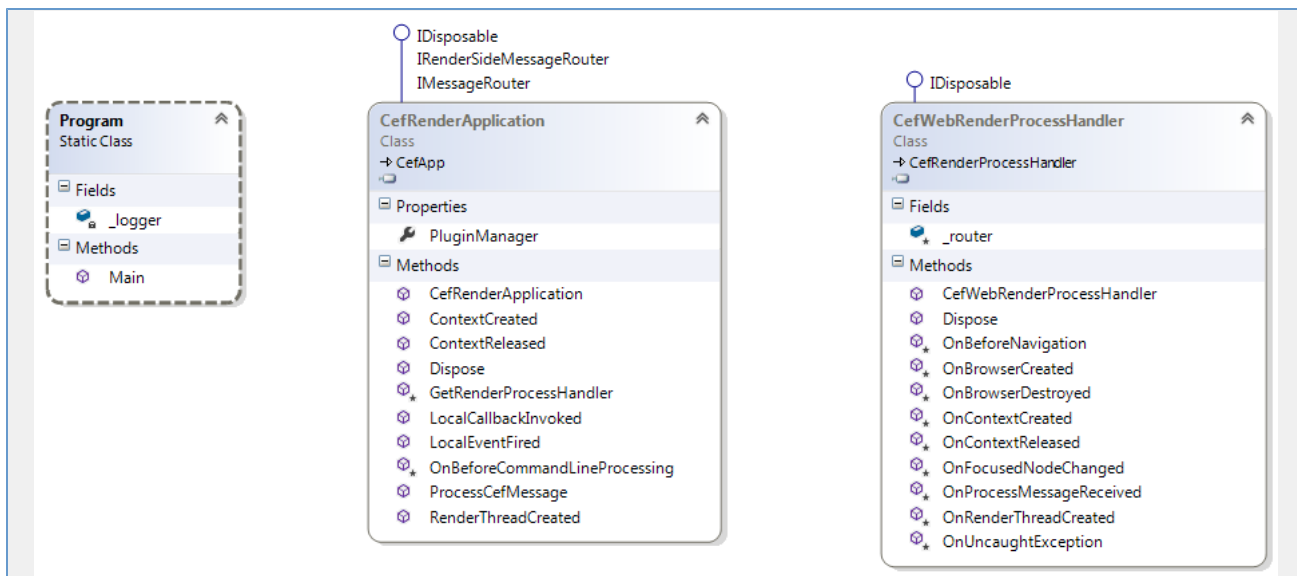 Program
Static Class
Fields
_logger
Methods
Main
IDisposable
IRenderSideMessageRouter
IMessageRouter
CefRenderApplication
Class
CefApp
Properties
PluginManager
Methods
CefRenderApplication
ContextCreated
ContextReleased
Dispose
GetRenderProcessHandler
LocalCallbackInvoked
LocalEventFired
OnBeforeCommandLineProcessing
ProcessCefMessage
RenderThreadCreated
IDisposable
CefWebRenderProcessHandler
Class
CefRenderProcessHandler
Fields
_router
Methods
CefWebRenderProcessHandler
Dispose
OnBeforeNavigation
OnBrowserCreated
OnBrowserDestroyed
OnContextCreated
OnContextReleased
OnFocusedNodeChanged
OnProcessMessageReceived
OnRenderThreadCreated
OnUncaughtException